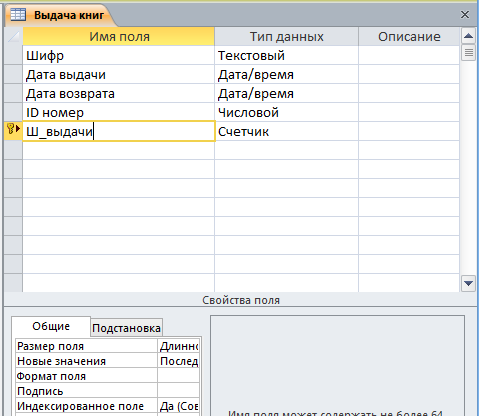 Выдача книг
Имя поля Тип данных Описание
Шифр Текстовый
Дата выдачи Дата/время
Дата возврата Дата/время
ID номер Числовой
Ш_выдачи Счетчик
Свойства поля
Общие Подстановка
Размер поля Длинно
Новые значения Послед
Формат поля
Подпись
Индексированное поле Да (Сов
Имя поля может содержать не более 64